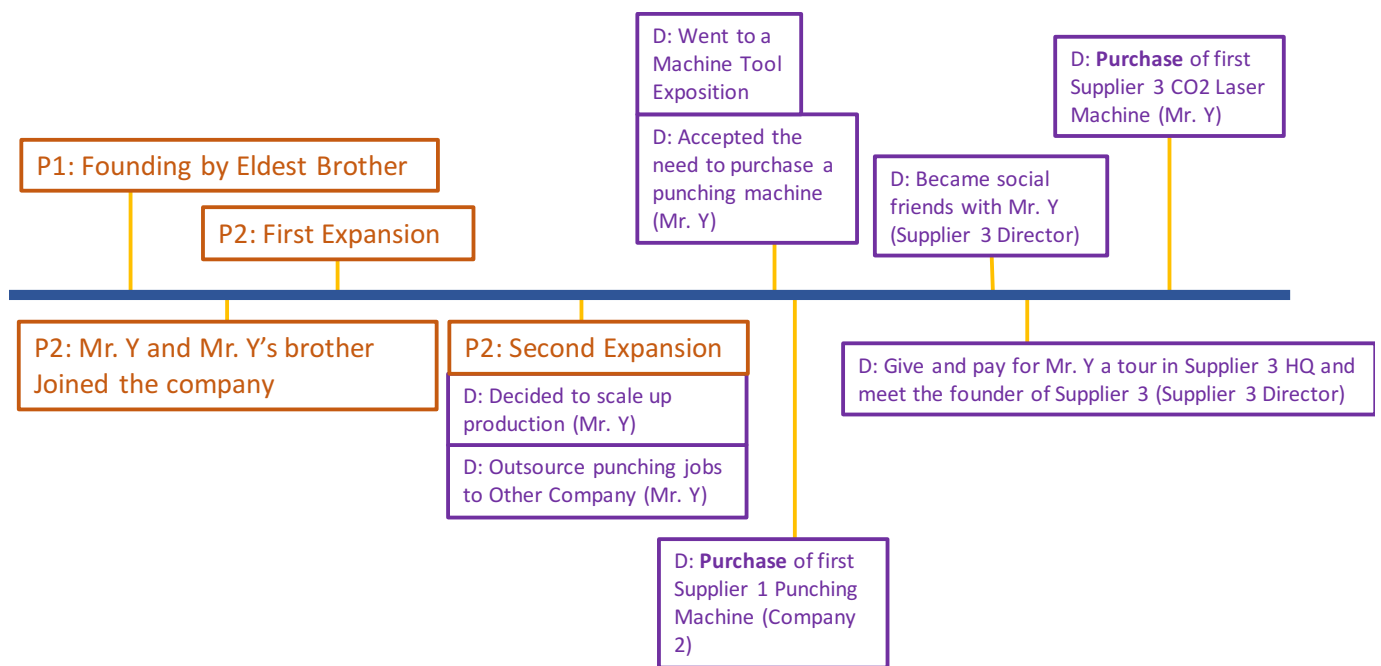 D: Went to a
Machine Tool
Exposition
D: Accepted the
need to purchase a
punching machine
(Mr. Y)
D: Purchase of first
Supplier 3 CO2 Laser
Machine (Mr. Y)
P1: Founding by Eldest Brother
P2: First Expansion
D: Became social
friends with Mr. Y
(Supplier 3 Director)
P2: Mr. Y and Mr. Y’s brother
Joined the company
P2: Second Expansion
D: Decided to scale up
production (Mr. Y)
D: Outsource punching jobs
to Other Company (Mr. Y)
D: Give and pay for Mr. Y a tour in Supplier 3 HQ and
meet the founder of Supplier 3 (Supplier 3 Director)
D: Purchase of first
Supplier 1 Punching
Machine (Company
2)